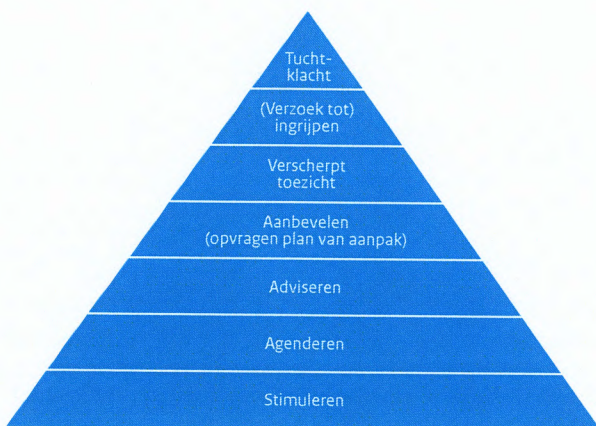 Tucht-
klacht
(Verzoek tot)
ingrijpen
Verscherpt
toezicht
Aanbevelen
(opvragen plan van aanpak)
Adviseren
Agenderen
Stimuleren